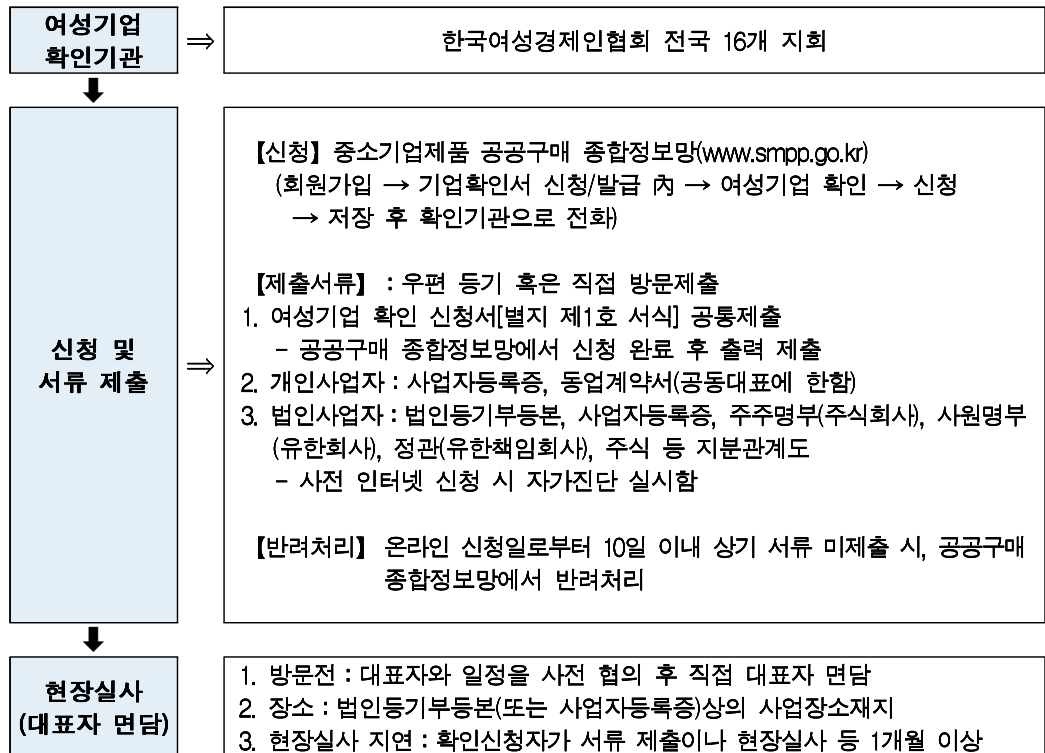 여성기업
확인기관
⇒
한국여성경제인협회 전국 16개 지회
신청 및
서류 제출
⇒
【신청】 중소기업제품 공공구매 종합정보망(www.smpp.go.kr)
(회원가입 → 기업확인서 신청/발급 內 → 여성기업 확인 → 신청
→ 저장 후 확인기관으로 전화)
【제출서류】 : 우편 등기 혹은 직접 방문제출
1. 여성기업 확인 신청서[별지 제1호 서식] 공통제출
- 공공구매 종합정보망에서 신청 완료 후 출력 제출
2. 개인사업자 : 사업자등록증, 동업계약서(공동대표에 한함)
3. 법인사업자 : 법인등기부등본, 사업자등록증, 주주명부(주식회사), 사원명부
(유한회사), 정관(유한책임회사), 주식 등 지분관계도
- 사전 인터넷 신청 시 자가진단 실시함
【반려처리】 온라인 신청일로부터 10일 이내 상기 서류 미제출 시, 공공구매
종합정보망에서 반려처리
현장실사
(대표자 면담)
1. 방문전 : 대표자와 일정을 사전 협의 후 직접 대표자 면담
2. 장소 : 법인등기부등본(또는 사업자등록증)상의 사업장소재지
3. 현장실사 지연 : 확인신청자가 서류 제출이나 현장실사 등 1개월 이상